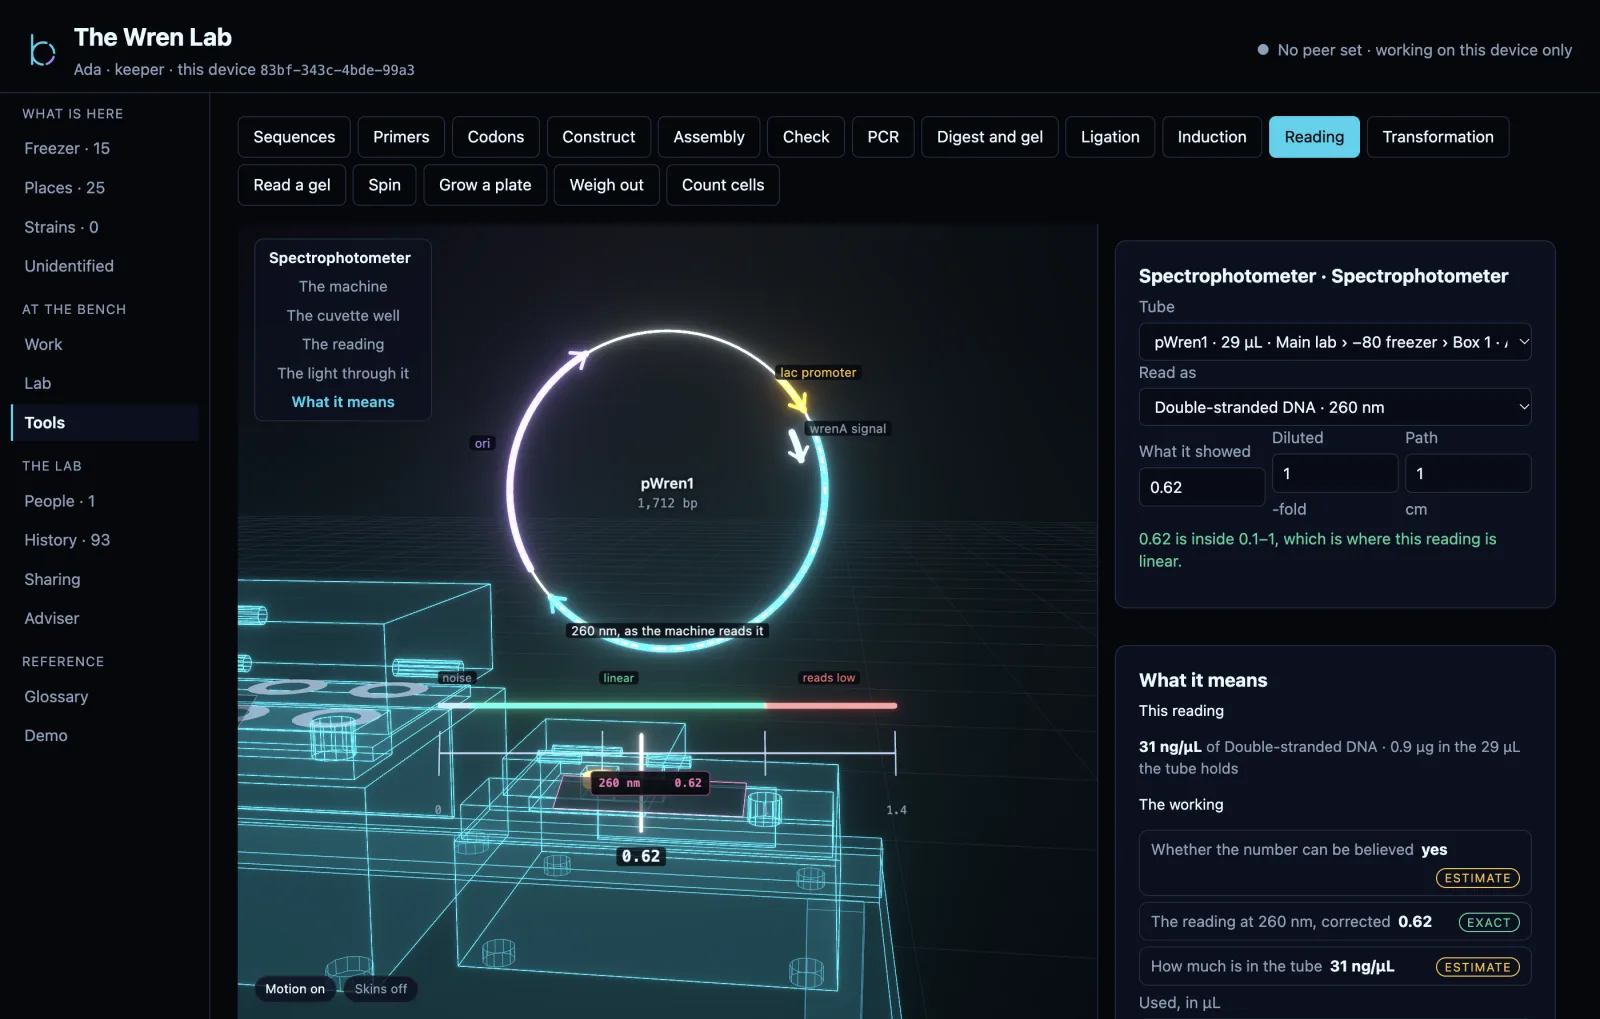 The Wren Lab
Ada · keeper · this device 83bf-343c-4bde-99a3
No peer set · working on this device only
WHAT IS HERE
Freezer · 15
Places · 25
Strains · 0
Unidentified
AT THE BENCH
Work
Lab
Tools
THE LAB
People · 1
History · 93
Sharing
Adviser
REFERENCE
Glossary
Demo
Sequences
Primers
Codons
Construct
Assembly
Check
PCR
Digest and gel
Ligation
Induction
Reading
Transformation
Read a gel
Spin
Grow a plate
Weigh out
Count cells
Spectrophotometer
The machine
The cuvette well
The reading
The light through it
What it means
lac promoter
wrenA signal
ori
pWren1
1,712 bp
260 nm, as the machine reads it
noise
linear
reads low
260 nm 0.62
0
1.4
0.62
Motion on
Skins off
Spectrophotometer · Spectrophotometer
Tube
pWren1 · 29 µL · Main lab › −80 freezer › Box 1 ·
Read as
Double-stranded DNA · 260 nm
What it showed
Diluted
Path
0.62
1
1
-fold
cm
0.62 is inside 0.1–1, which is where this reading is
linear.
What it means
This reading
31 ng/µL of Double-stranded DNA · 0.9 µg in the 29 µL
the tube holds
The working
Whether the number can be believed yes
ESTIMATE
The reading at 260 nm, corrected 0.62 EXACT
How much is in the tube 31 ng/µL ESTIMATE
Used, in µL